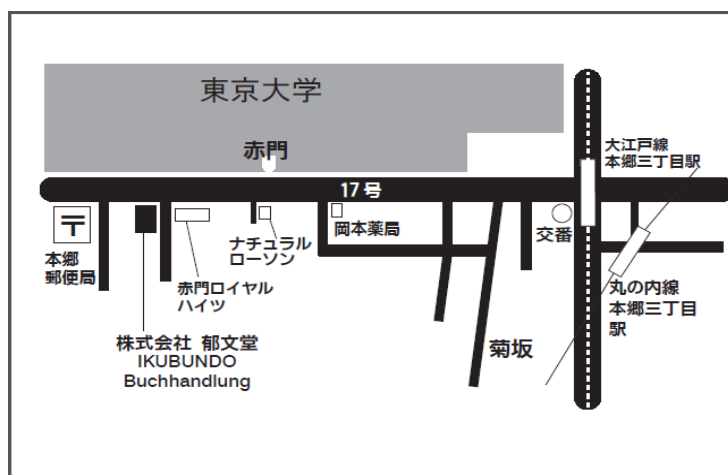 東京大学
赤門
大江戸線
本郷三丁目駅
17号
〒
本郷
郵便局
赤門ロイヤル
ハイツ
ナチュラル
ローソン
岡本薬局
交番
丸の内線
本郷三丁目
駅
菊坂
株式会社 郁文堂
IKUBUNDO
Buchhandlung